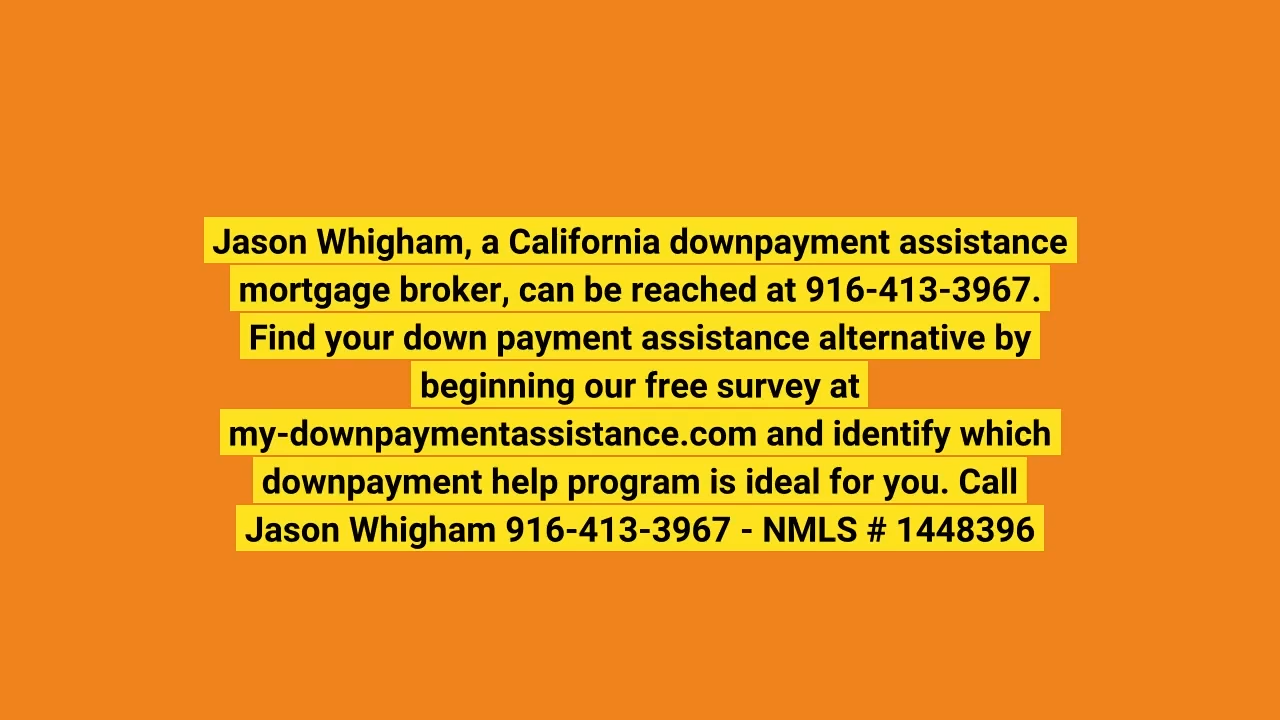 Jason Whigham, a California downpayment assistance
mortgage broker, can be reached at 916-413-3967.
Find your down payment assistance alternative by
beginning our free survey at
my-downpaymentassistance.com and identify which
downpayment help program is ideal for you. Call
Jason Whigham 916-413-3967 - NMLS # 1448396